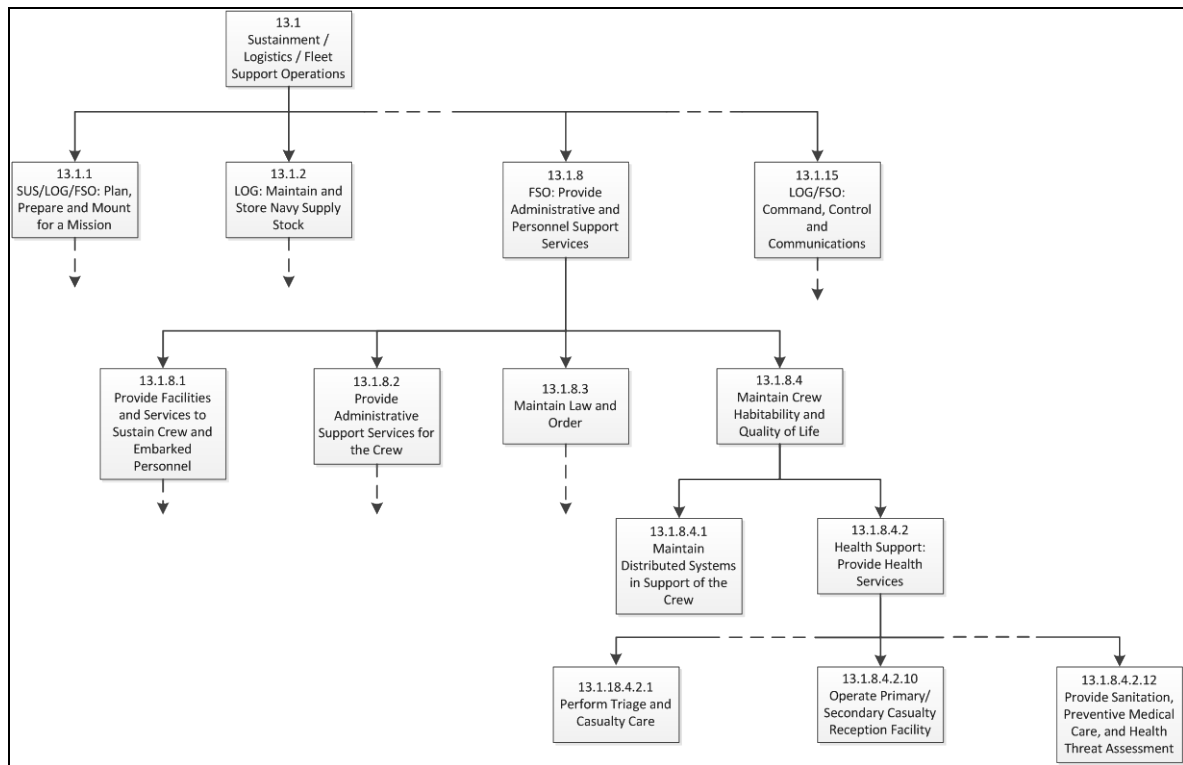 13.1
Sustainment /
Logistics / Fleet
Support Operations
13.1.1
SUS/LOG/FSO: Plan,
Prepare and Mount
for a Mission
13.1.2
LOG: Maintain and
Store Navy Supply
Stock
13.1.8
FSO: Provide
Administrative and
Personnel Support
Services
13.1.15
LOG/FSO:
Command, Control
and
Communications
13.1.8.1
Provide Facilities
and Services to
Sustain Crew and
Embarked
Personnel
13.1.8.2
Provide
Administrative
Support Services for
the Crew
13.1.8.3
Maintain Law and
Order
13.1.8.4
Maintain Crew
Habitability and
Quality of Life
13.1.8.4.1
Maintain
Distributed Systems
in Support of the
Crew
13.1.8.4.2
Health Support:
Provide Health
Services
13.1.18.4.2.1
Perform Triage and
Casualty Care
13.1.8.4.2.10
Operate Primary/
Secondary Casualty
Reception Facility
13.1.8.4.2.12
Provide Sanitation,
Preventive Medical
Care, and Health
Threat Assessment